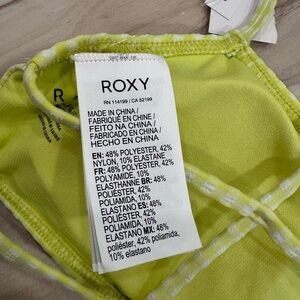 ROXY
RN 114199 / CA 52199
MADE IN CHINA /
FABRIQUÉ EN CHINE /
FEITO NA CHINA /
FABRICADO EN CHINA /
HECHO EN CHINA
EN: 48% POLYESTER, 42%
NYLON, 10% ELASTANE
FR: 48% POLYESTER, 42%
POLYAMIDE, 10%
ELASTHANNE BR: 48%
POLIÉSTER, 42%
POLIAMIDA, 10%
ELASTANO ES: 48%
POLIÉSTER, 42%
POLIAMIDA, 10%
ELASTANO MX: 48%
poliéster, 42% poliamida,
10% elastano